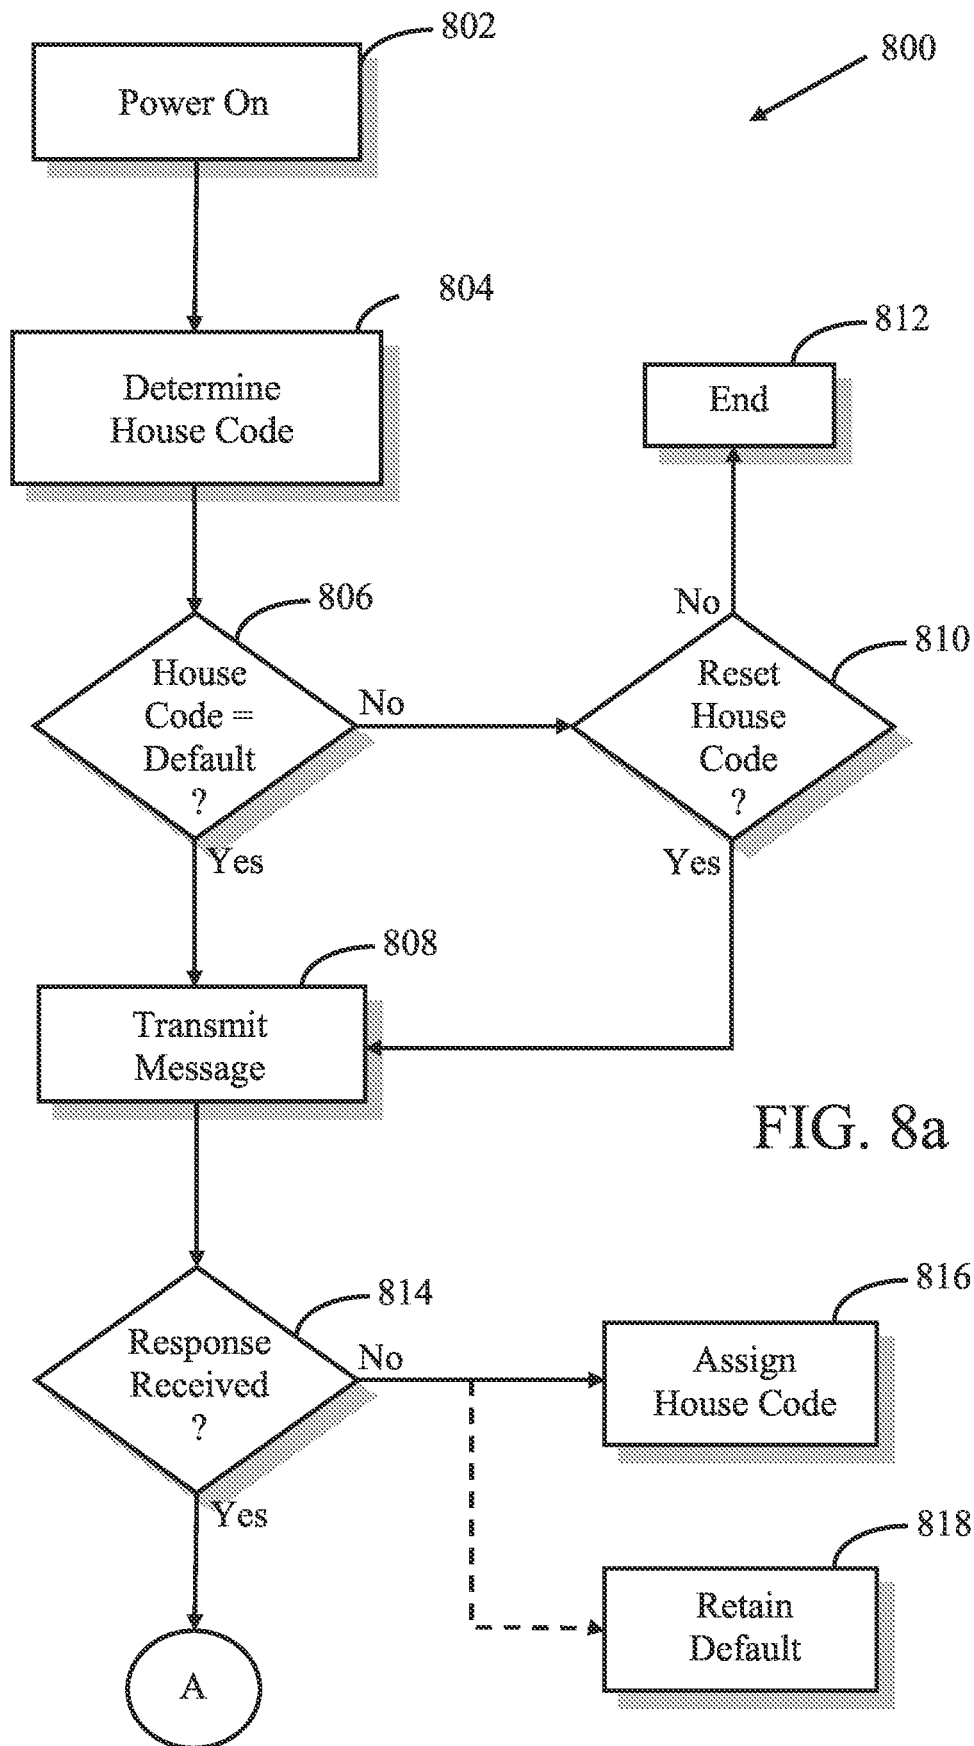 802
800
Power On
804
Determine
House Code
812
End
806
House
Code =
Default
?
No
Yes
No
810
Reset
House
Code
?
Yes
808
Transmit
Message
FIG. 8a
814
Response
Received
?
No
Yes
816
Assign
House Code
818
Retain
Default
A